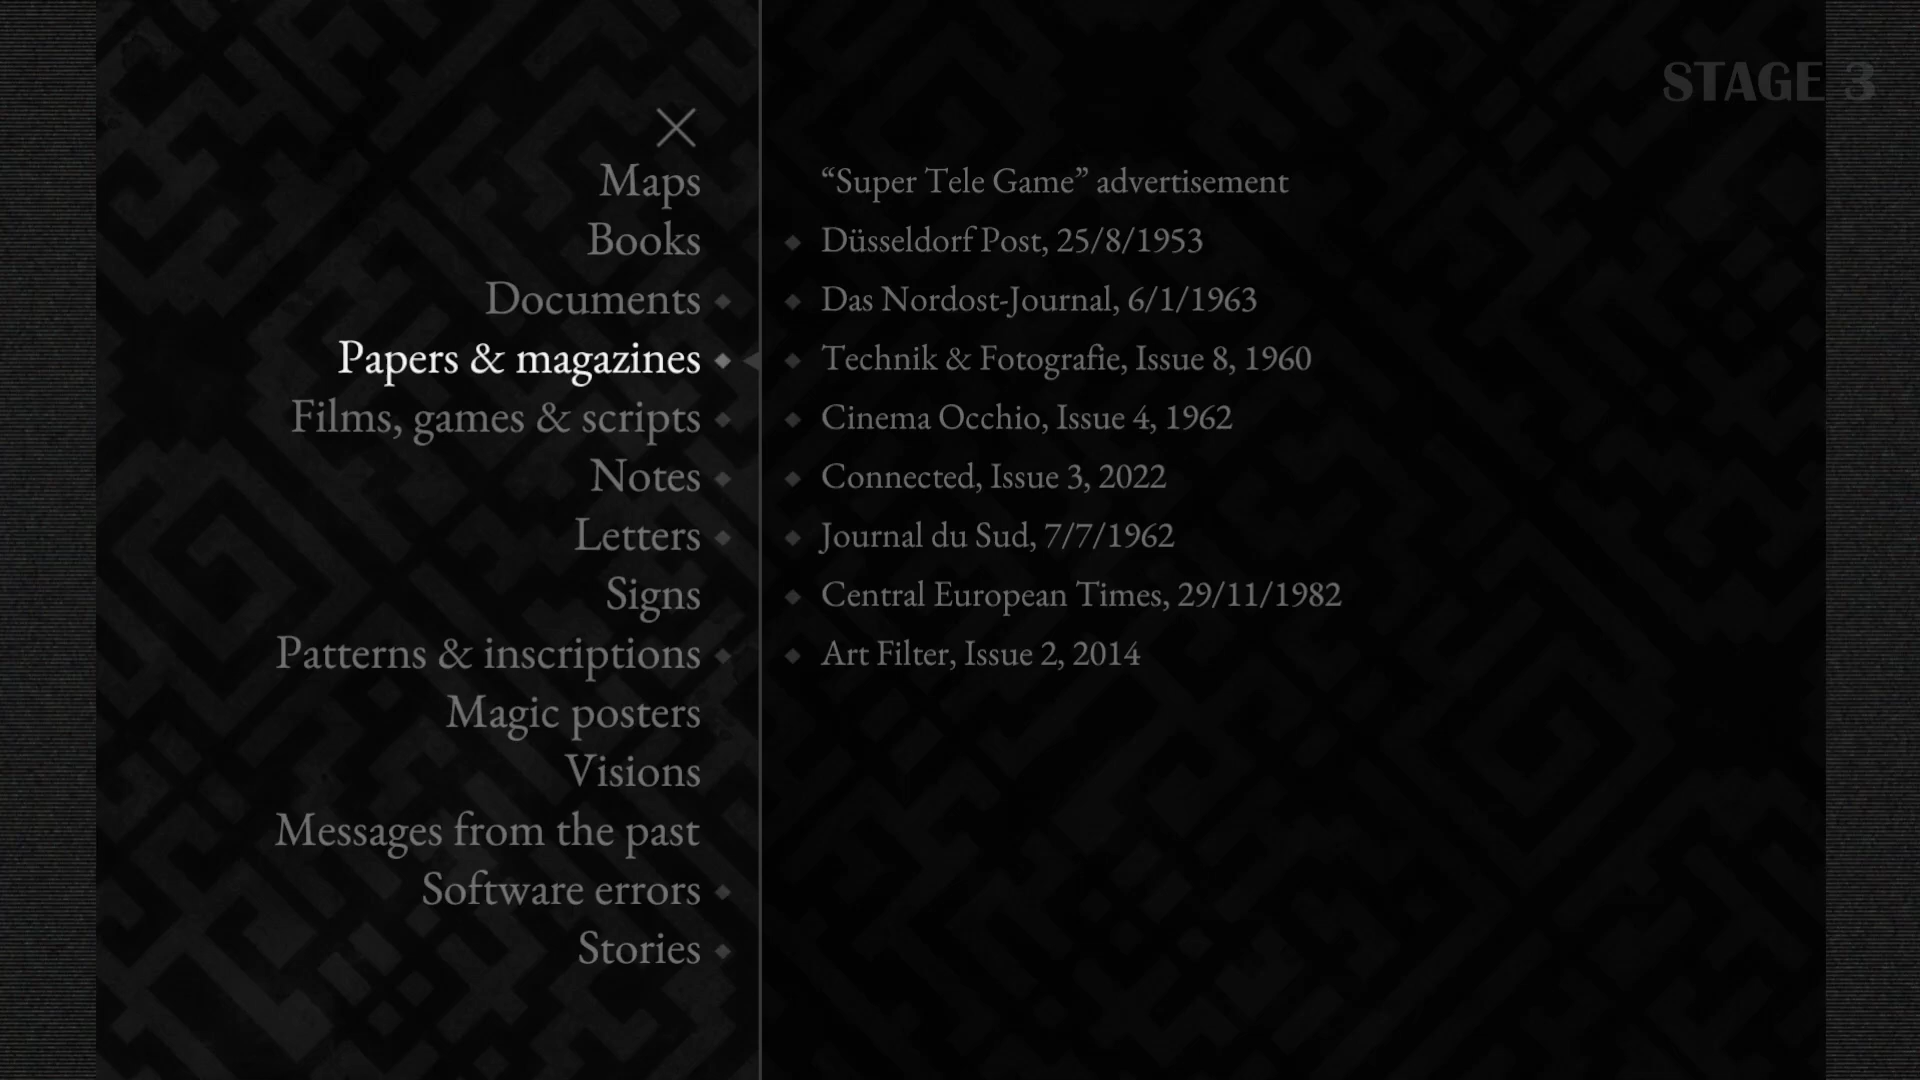 STAGE 3
Maps
Books
Documents
Papers & magazines
Films, games & scripts
Notes
Letters
Signs
Patterns & inscriptions
Magic posters
Visions
Messages from the past
Software errors
Stories
“Super Tele Game” advertisement
Düsseldorf Post, 25/8/1953
Das Nordost-Journal, 6/1/1963
Technik & Fotografie, Issue 8, 1960
Cinema Occhio, Issue 4, 1962
Connected, Issue 3, 2022
Journal du Sud, 7/7/1962
Central European Times, 29/11/1982
Art Filter, Issue 2, 2014